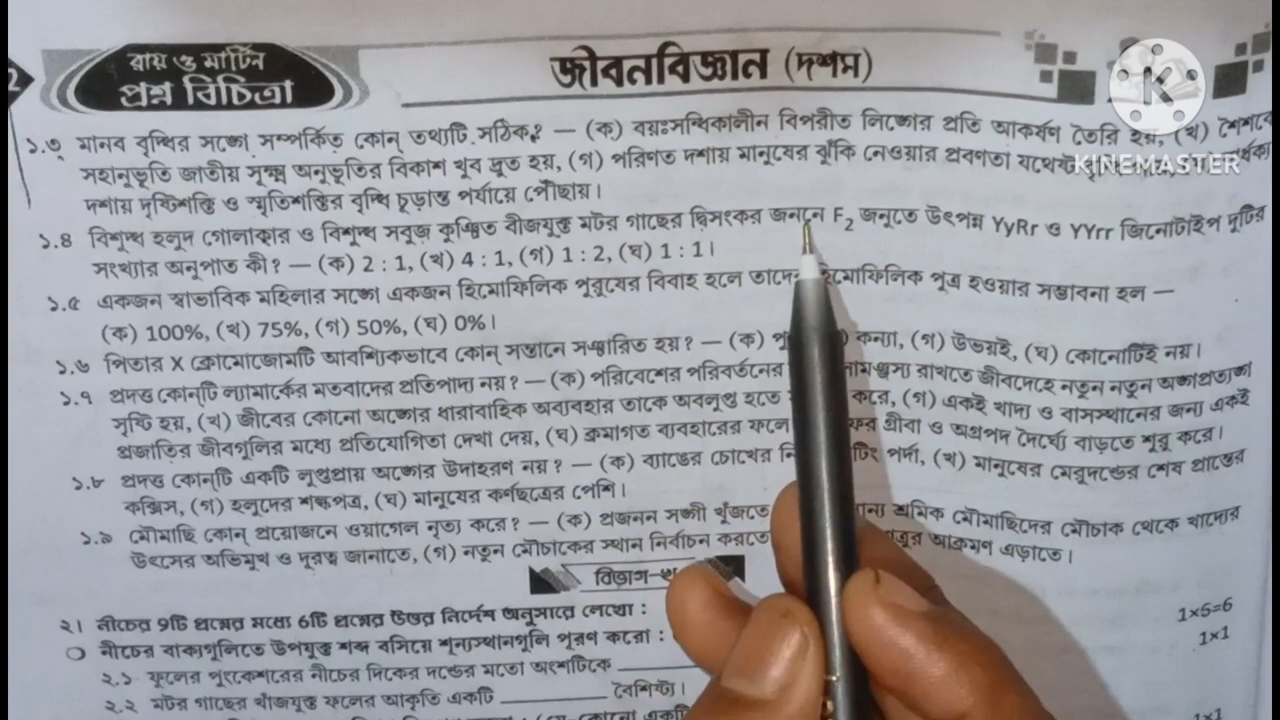 রায় ও মার্টিন
প্রশ্ন বিচিত্রা
জীবনবিজ্ঞান (দশম)
K
KINEMASTER
১.৩ মানব বৃদ্ধির সঙ্গে সম্পর্কিত কোন্ তথ্যটি সঠিক? — (ক) বয়ঃসন্ধিকালীন বিপরীত লিঙ্গের প্রতি আকর্ষণ তৈরি হয়, (খ) শৈশবে
সহানুভূতি জাতীয় সূক্ষ্ম অনুভূতির বিকাশ খুব দ্রুত হয়, (গ) পরিণত দশায় মানুষের ঝুঁকি নেওয়ার প্রবণতা যথেষ্ট
দশায় দৃষ্টিশক্তি ও স্মৃতিশক্তির বৃদ্ধি চূড়ান্ত পর্যায়ে পৌঁছায়।
১.৪ বিশুদ্ধ হলুদ গোলাকার ও বিশুদ্ধ সবুজ কুঞ্চিত বীজযুক্ত মটর গাছের দ্বিসংকর জননে F₂ জনুতে উৎপন্ন YyRr ও YYrr জিনোটাইপ দুটির
সংখ্যার অনুপাত কী? — (ক) 2 : 1, (খ) 4 : 1, (গ) 1 : 2, (ঘ) 1 : 1।
১.৫ একজন স্বাভাবিক মহিলার সঙ্গে একজন হিমোফিলিক পুরুষের বিবাহ হলে তাদের হিমোফিলিক পুত্র হওয়ার সম্ভাবনা হল —
(ক) 100%, (খ) 75%, (গ) 50%, (ঘ) 0%।
১.৬ পিতার X ক্রোমোজোমটি আবশ্যিকভাবে কোন্ সন্তানে সঞ্চারিত হয়? — (ক) কন্যা, (গ) উভয়ই, (ঘ) কোনোটিই নয়।
১.৭ প্রদত্ত কোন্‌টি ল্যামার্কের মতবাদের প্রতিপাদ্য নয়? — (ক) পরিবেশের পরিবর্তনের রাখতে জীবদেহে নতুন নতুন অঙ্গপ্রত্যঙ্গ
সৃষ্টি হয়, (খ) জীবের কোনো অঙ্গের ধারাবাহিক অব্যবহার তাকে অবলুপ্ত হতে করে, (গ) একই খাদ্য ও বাসস্থানের জন্য একই
প্রজাতির জীবগুলির মধ্যে প্রতিযোগিতা দেখা দেয়, (ঘ) ক্রমাগত ব্যবহারের ফলে গ্রীবা ও অগ্রপদ দৈর্ঘ্যে বাড়তে শুরু করে।
১.৮ প্রদত্ত কোন্‌টি একটি লুপ্তপ্রায় অঙ্গের উদাহরণ নয়? — (ক) ব্যাঙের চোখের পর্দা, (খ) মানুষের মেরুদণ্ডের শেষ প্রান্তের
কক্সিস, (গ) হলুদের শল্কপত্র, (ঘ) মানুষের কর্ণছত্রের পেশি।
১.৯ মৌমাছি কোন্ প্রয়োজনে ওয়াগেল নৃত্য করে? — (ক) প্রজনন সঙ্গী খুঁজতে শ্রমিক মৌমাছিদের মৌচাক থেকে খাদ্যের
উৎসের অভিমুখ ও দূরত্ব জানাতে, (গ) নতুন মৌচাকের স্থান নির্বাচন করতে আক্রমণ এড়াতে।
বিভাগ-খ
২। নীচের 9টি প্রশ্নের মধ্যে 6টি প্রশ্নের উত্তর নির্দেশ অনুসারে লেখো : 1×6=6
নীচের বাক্যগুলিতে উপযুক্ত শব্দ বসিয়ে শূন্যস্থানগুলি পূরণ করো : 1×1
২.১ ফুলের পুংকেশরের নীচের দিকের দণ্ডের মতো অংশটিকে ________
২.২ মটর গাছের খাঁজযুক্ত ফলের আকৃতি একটি ________ বৈশিষ্ট্য।
1×1